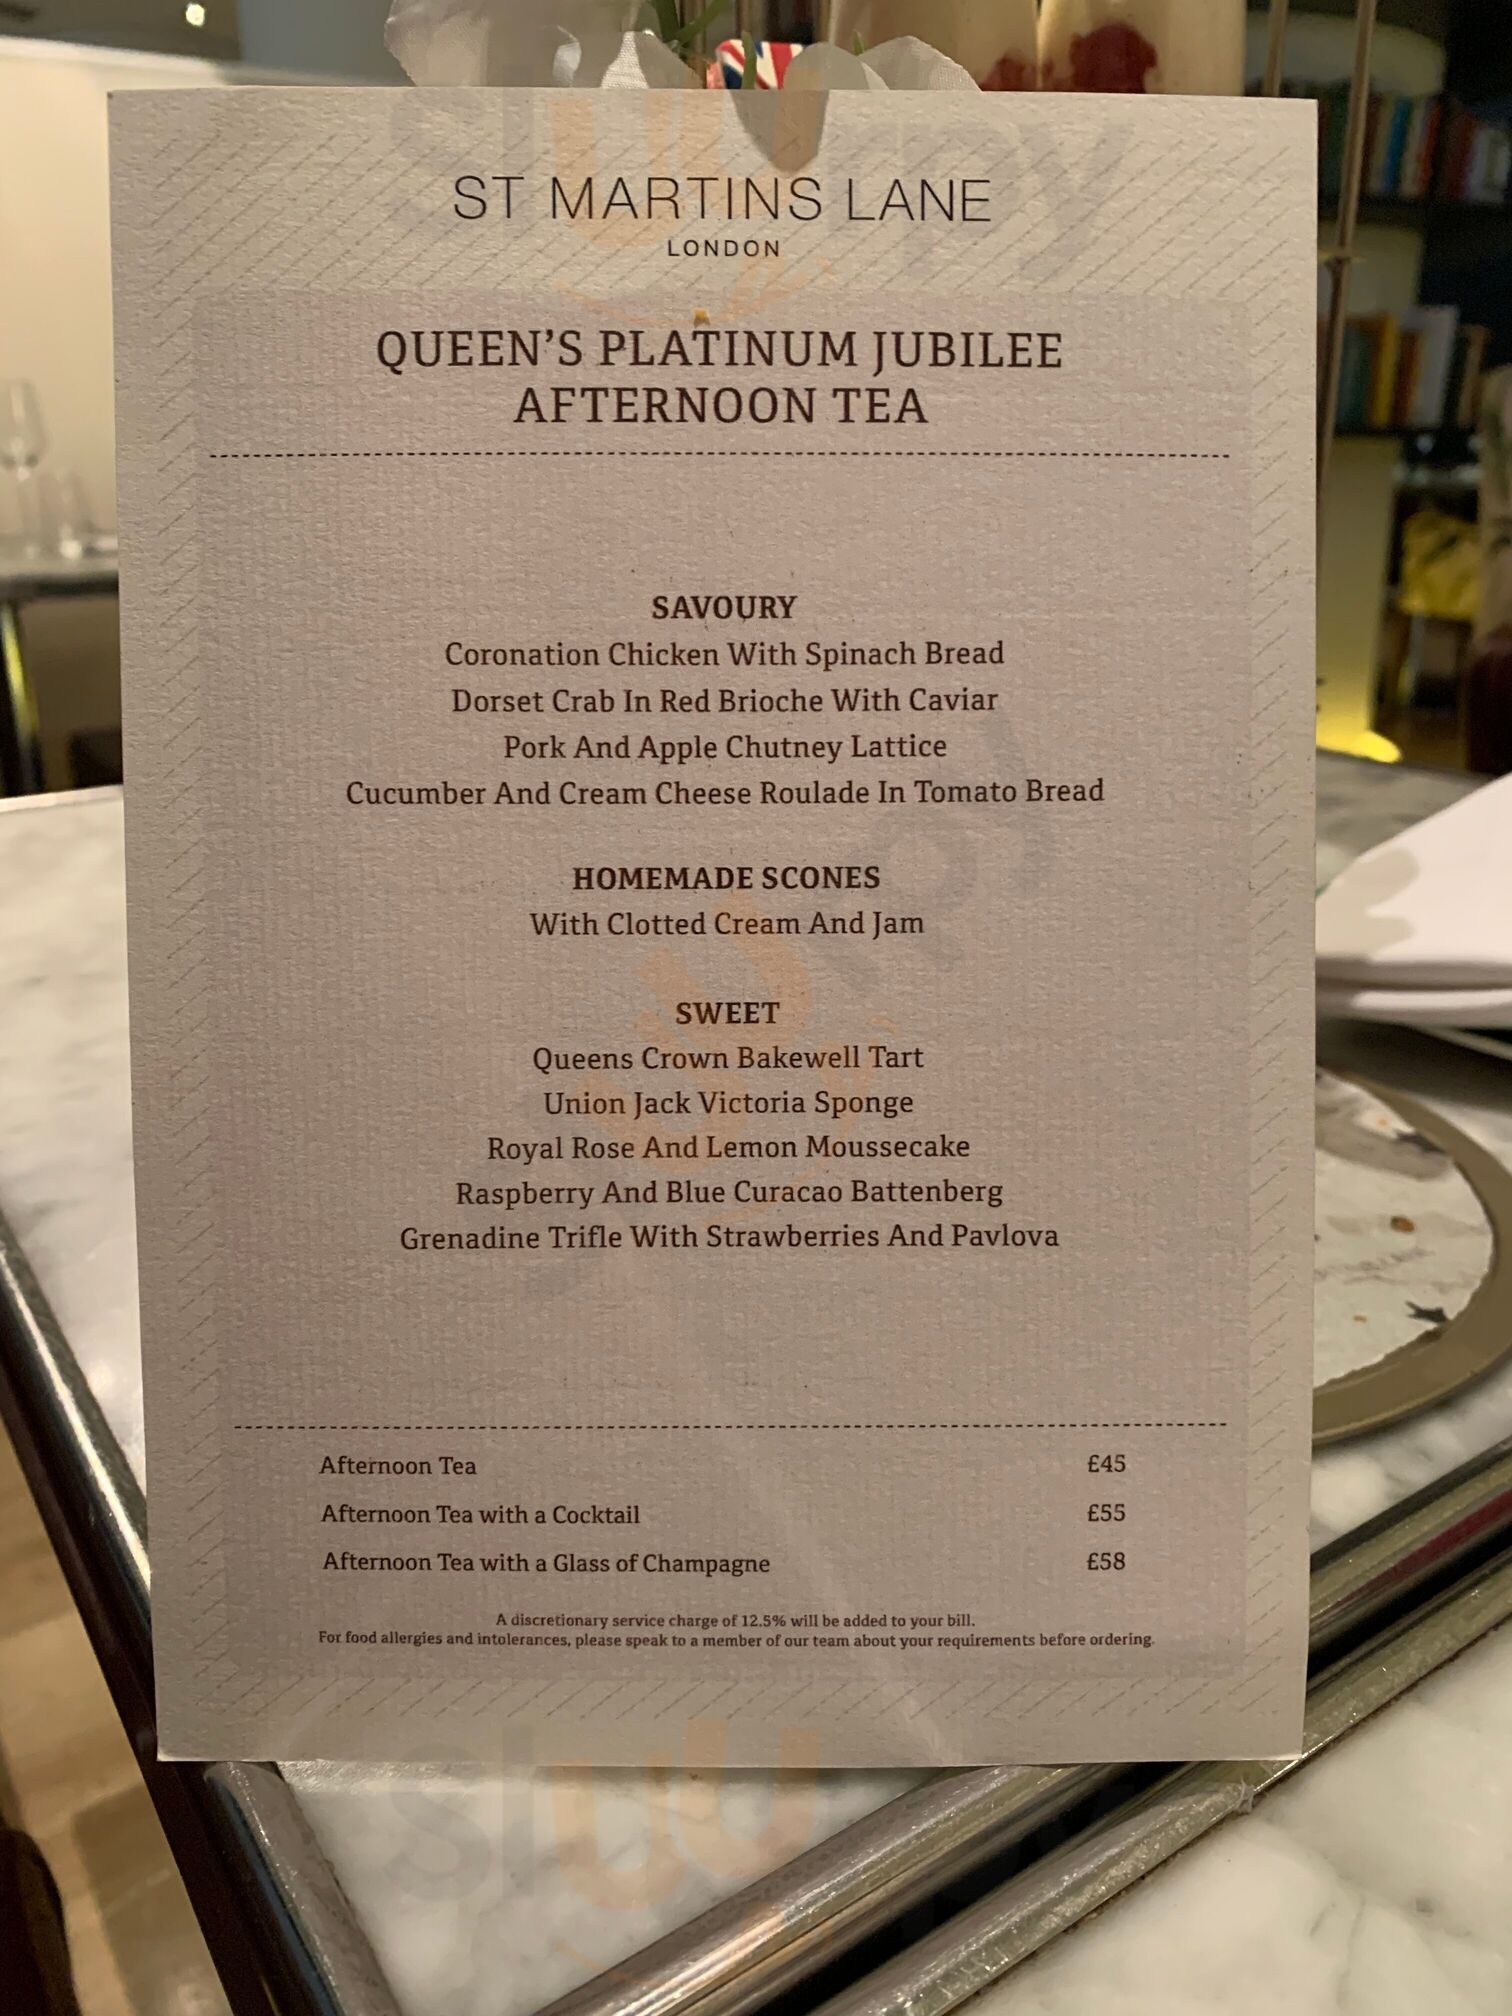 ST MARTINS LANE
LONDON
QUEEN'S PLATINUM JUBILEE
AFTERNOON TEA
SAVOURY
Coronation Chicken With Spinach Bread
Dorset Crab In Red Brioche With Caviar
Pork And Apple Chutney Lattice
Cucumber And Cream Cheese Roulade In Tomato Bread
HOMEMADE SCONES
With Clotted Cream And Jam
SWEET
Queens Crown Bakewell Tart
Union Jack Victoria Sponge
Royal Rose And Lemon Moussecake
Raspberry And Blue Curacao Battenberg
Grenadine Trifle With Strawberries And Pavlova
Afternoon Tea £45
Afternoon Tea with a Cocktail £55
Afternoon Tea with a Glass of Champagne £58
A discretionary service charge of 12.5% will be added to your bill.
For food allergies and intolerances, please speak to a member of our team about your requirements before ordering.